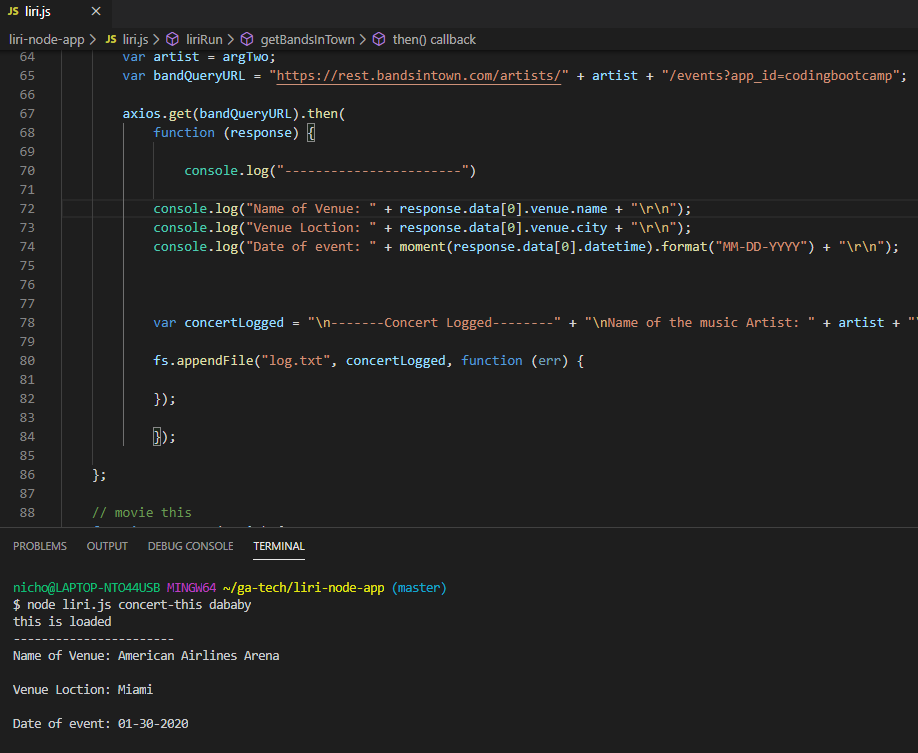 JS liri.js ×
liri-node-app > JS liri.js > liriRun > getBandsInTown > then() callback
64 var artist = argTwo;
65 var bandQueryURL = "https://rest.bandsintown.com/artists/" + artist + "/events?app_id=codingbootcamp";
66
67 axios.get(bandQueryURL).then(
68 function (response) {
69
70 console.log("-----------------------")
71
72 console.log("Name of Venue: " + response.data[0].venue.name + "\r\n");
73 console.log("Venue Loction: " + response.data[0].venue.city + "\r\n");
74 console.log("Date of event: " + moment(response.data[0].datetime).format("MM-DD-YYYY") + "\r\n");
75
76
77
78 var concertLogged = "\n-------Concert Logged--------" + "\nName of the music Artist: " + artist + "
79
80 fs.appendFile("log.txt", concertLogged, function (err) {
81
82 });
83
84 });
85
86 };
87
88 // movie this
PROBLEMS OUTPUT DEBUG CONSOLE TERMINAL
nicho@LAPTOP-NTO44USB MINGW64 ~/ga-tech/liri-node-app (master)
$ node liri.js concert-this dababy
this is loaded
-----------------------
Name of Venue: American Airlines Arena
Venue Loction: Miami
Date of event: 01-30-2020